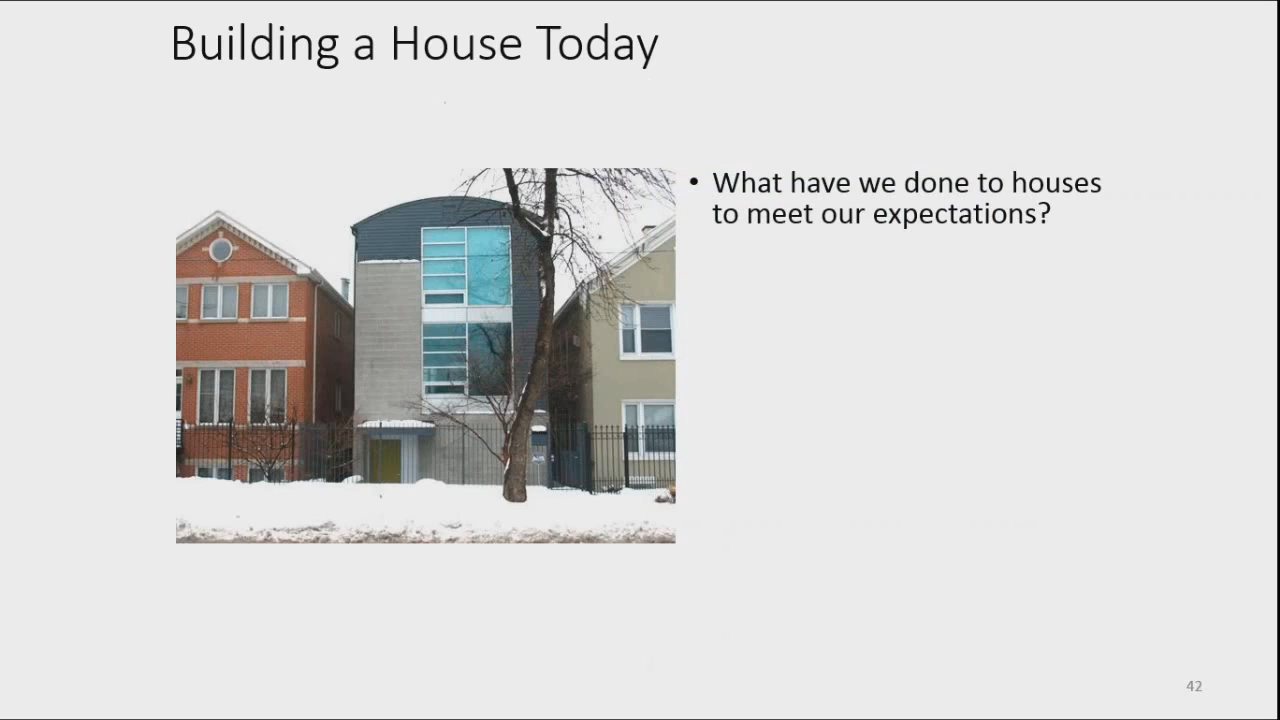 Building a House Today
• What have we done to houses
to meet our expectations?
42